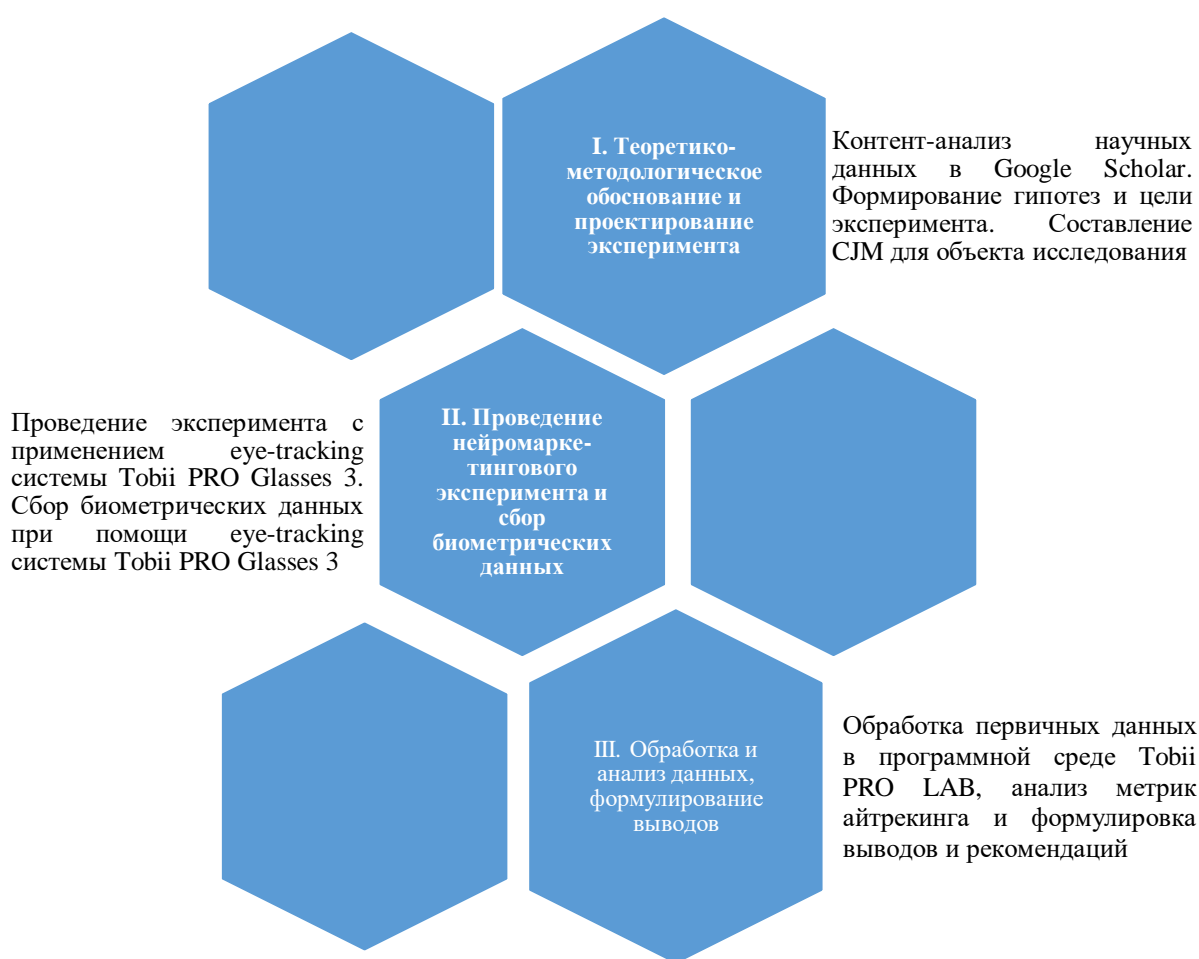 I. Теоретико-
методологическое
обоснование и
проектирование
эксперимента
Контент-анализ научных
данных в Google Scholar.
Формирование гипотез и цели
эксперимента. Составление
CJM для объекта исследования
Проведение эксперимента с
применением eye-tracking
системы Tobii PRO Glasses 3.
Сбор биометрических данных
при помощи eye-tracking
системы Tobii PRO Glasses 3
II. Проведение
нейромарке-
тингового
эксперимента и
сбор
биометрических
данных
III. Обработка и
анализ данных,
формулирование
выводов
Обработка первичных данных
в программной среде Tobii
PRO LAB, анализ метрик
айтрекинга и формулировка
выводов и рекомендаций